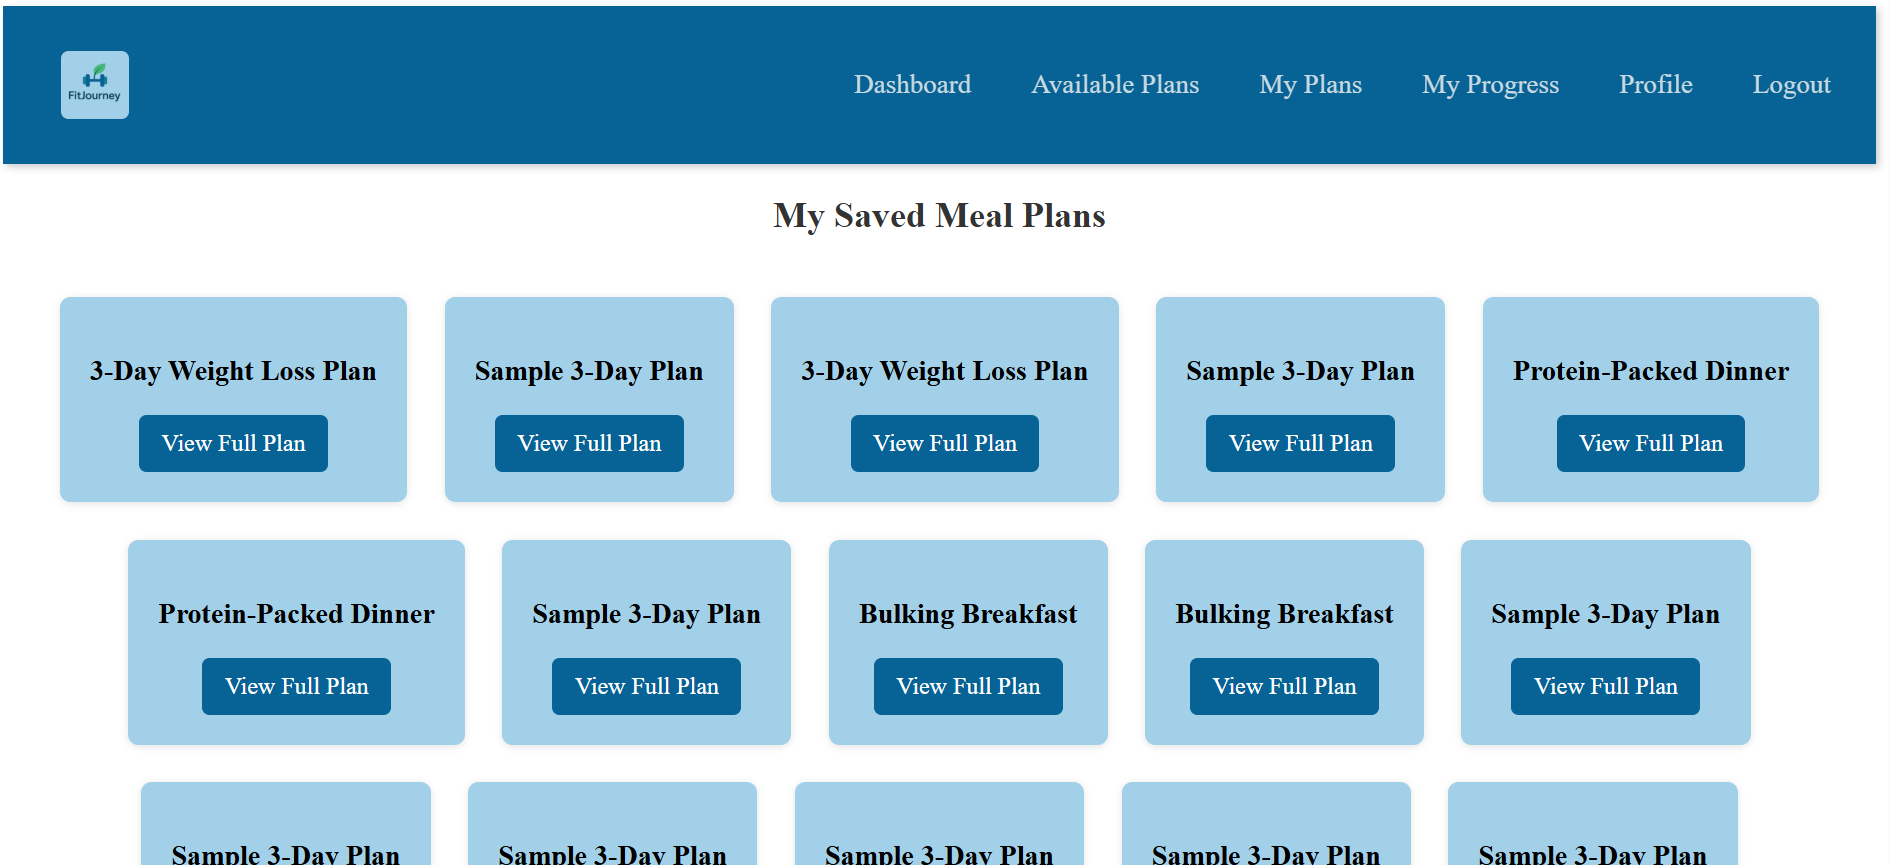 FitJourney
Dashboard
Available Plans
My Plans
My Progress
Profile
Logout
My Saved Meal Plans
3-Day Weight Loss Plan
Sample 3-Day Plan
3-Day Weight Loss Plan
Sample 3-Day Plan
Protein-Packed Dinner
View Full Plan
View Full Plan
View Full Plan
View Full Plan
View Full Plan
Protein-Packed Dinner
Sample 3-Day Plan
Bulking Breakfast
Bulking Breakfast
Sample 3-Day Plan
View Full Plan
View Full Plan
View Full Plan
View Full Plan
View Full Plan
Sample 3-Day Plan
Sample 3-Day Plan
Sample 3-Day Plan
Sample 3-Day Plan
Sample 3-Day Plan